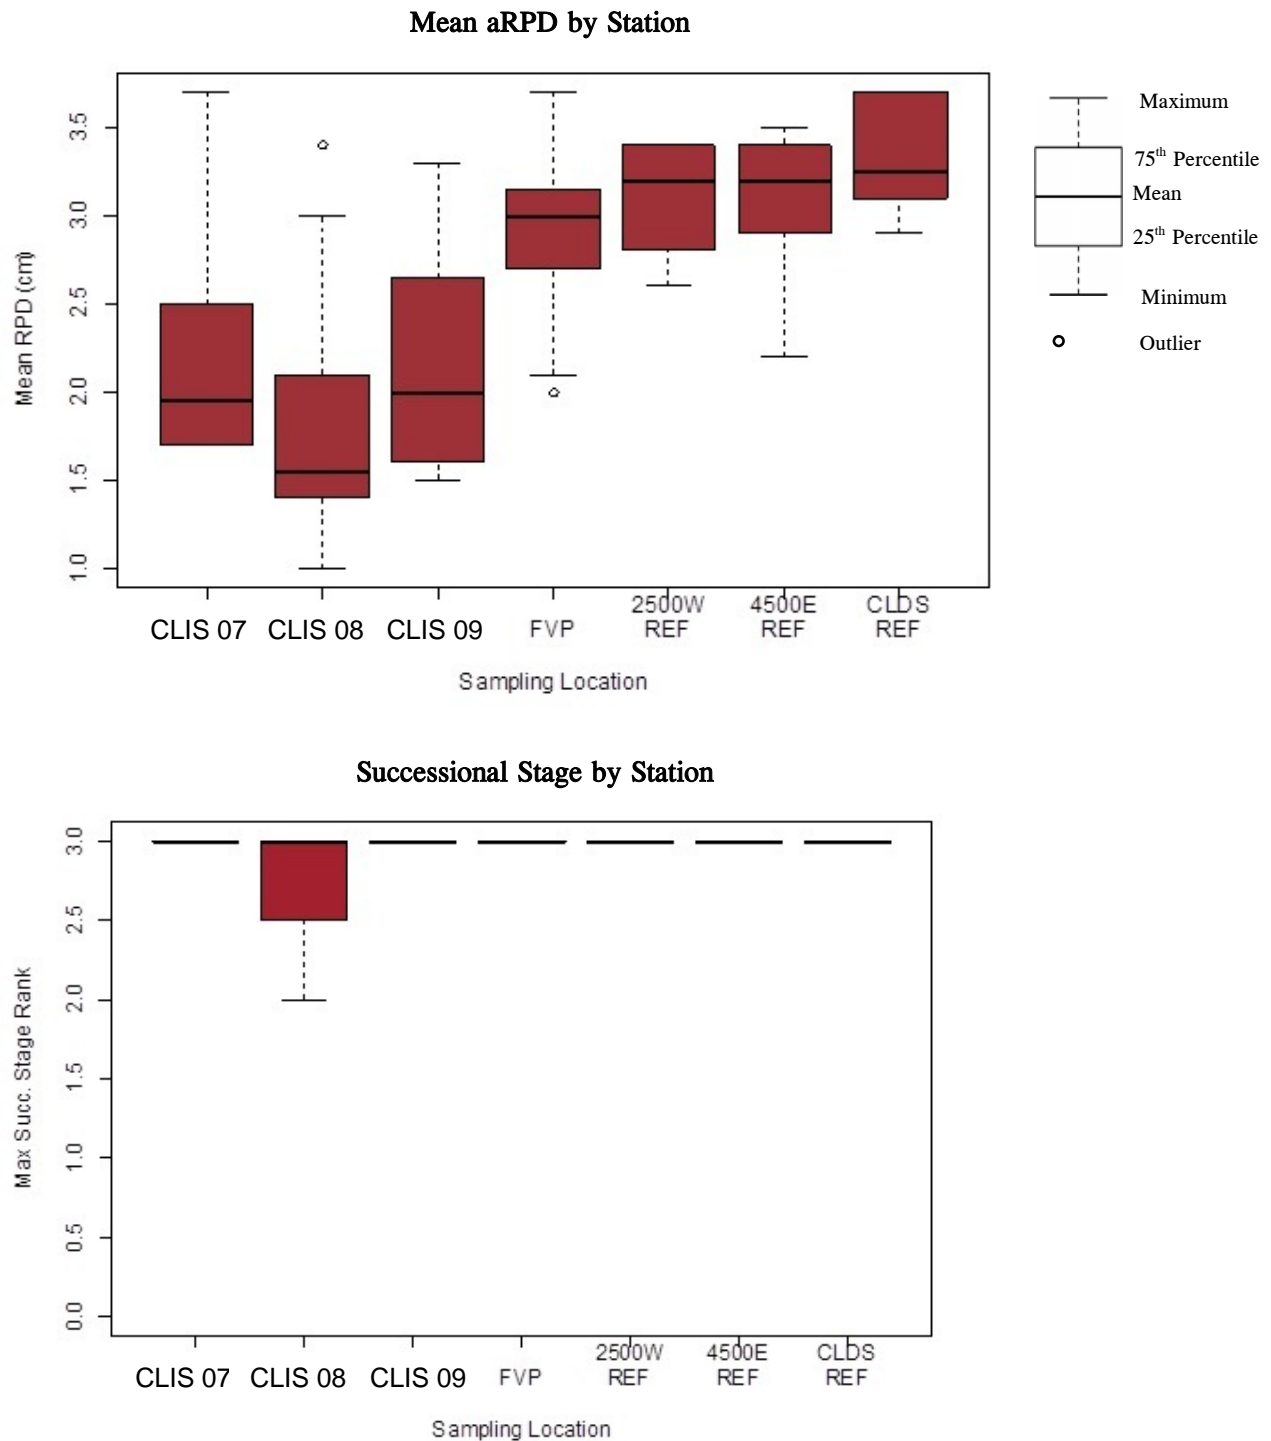 Mean aRPD by Station
Mean RPD (cm)
3.5
3.0
2.5
2.0
1.5
1.0
CLIS 07
CLIS 08
CLIS 09
FVP
2500W
REF
4500E
REF
CLDS
REF
Sampling Location
Maximum
75th Percentile
Mean
25th Percentile
Minimum
Outlier
Successional Stage by Station
Max Succ. Stage Rank
3.0
2.5
2.0
1.5
1.0
0.5
0.0
CLIS 07
CLIS 08
CLIS 09
FVP
2500W
REF
4500E
REF
CLDS
REF
Sampling Location